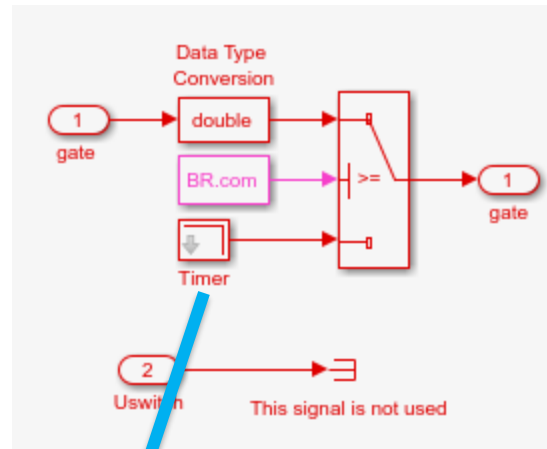 Data Type
Conversion
1
double
gate
BR.com
>=
1
gate
Timer
2
Uswitch
This signal is not used